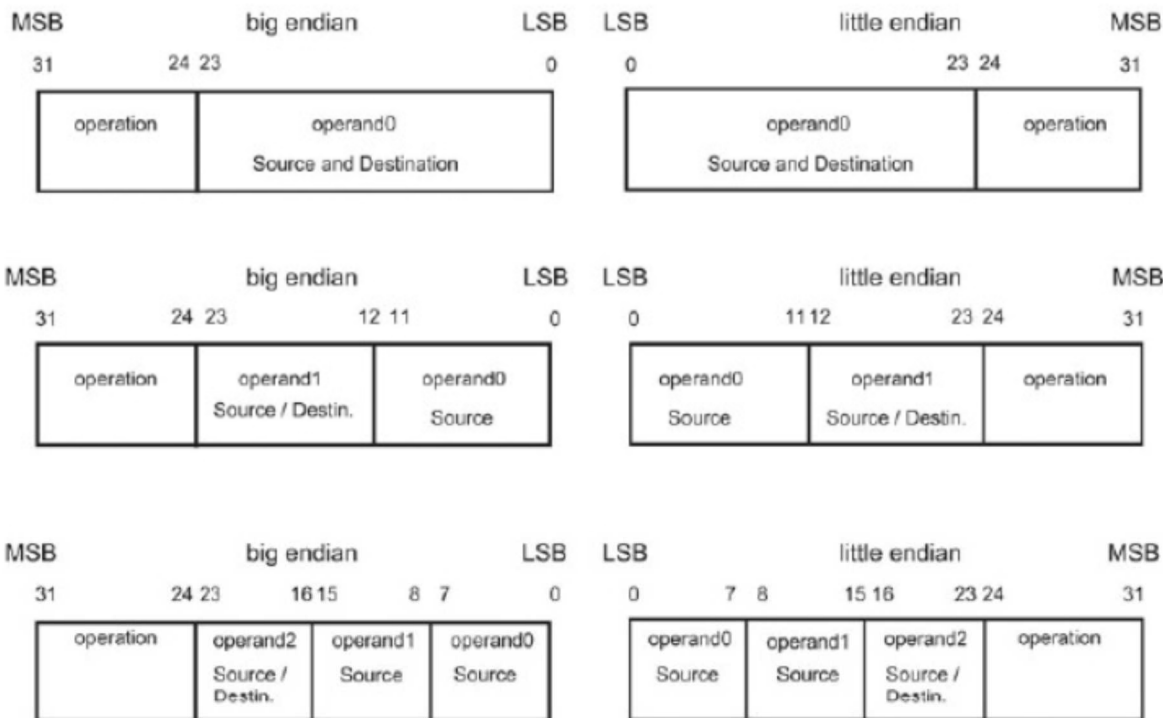 MSB big endian LSB LSB little endian MSB
31 24 23 0 0 23 24 31
operation operand0 operand0 operation
Source and Destination Source and Destination
MSB big endian LSB LSB little endian MSB
31 24 23 12 11 0 0 11 12 23 24 31
operation operand1 operand0 operand0 operand1 operation
Source / Destin. Source Source Source / Destin.
MSB big endian LSB LSB little endian MSB
31 24 23 16 15 8 7 0 0 7 8 15 16 23 24 31
operation operand2 operand1 operand0 operand0 operand1 operand2 operation
Source / Source Source Source Source Source /
Destin. Destin.